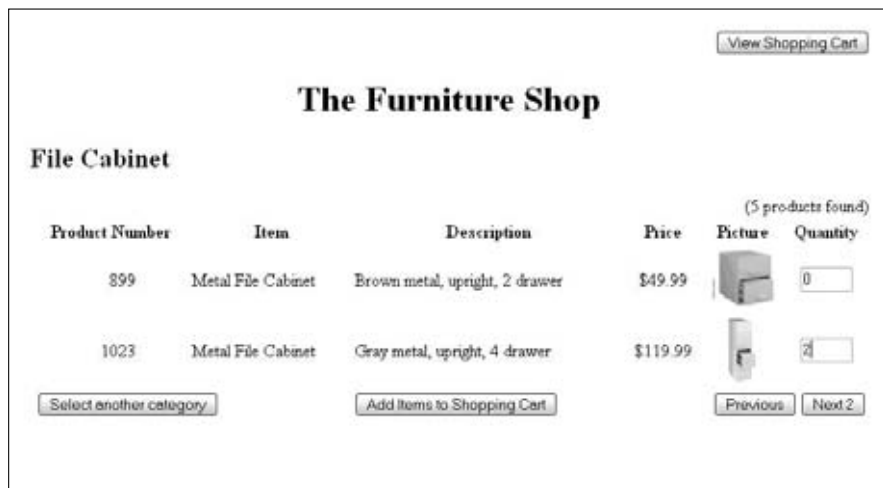 View Shopping Cart
The Furniture Shop
File Cabinet
(5 products found)
Product Number Item Description Price Picture Quantity
899 Metal File Cabinet Brown metal, upright, 2 drawer $49.99 0
1023 Metal File Cabinet Gray metal, upright, 4 drawer $119.99 2
Select another category Add Items to Shopping Cart Previous Next 2